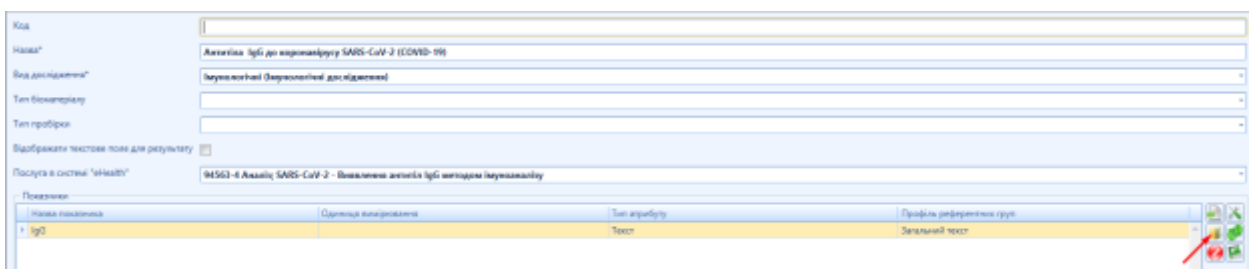 Код
Назва* Антитіла IgG до коронавірусу SARS-CoV-2 (COVID-19)
Вид дослідження* Імунологічні (Імунологічні дослідження)
Тип біоматеріалу
Тип пробірки
Відображати текстове поле для результату
Послуга в системі "eHealth" 94563-4 Аналіз SARS-CoV-2 - Виявлення антитіл IgG методом імуноаналізу
Показники
Назва показника Одиниця вимірювання Тип атрибуту Профіль референтних груп
IgG Текст Загальний текст